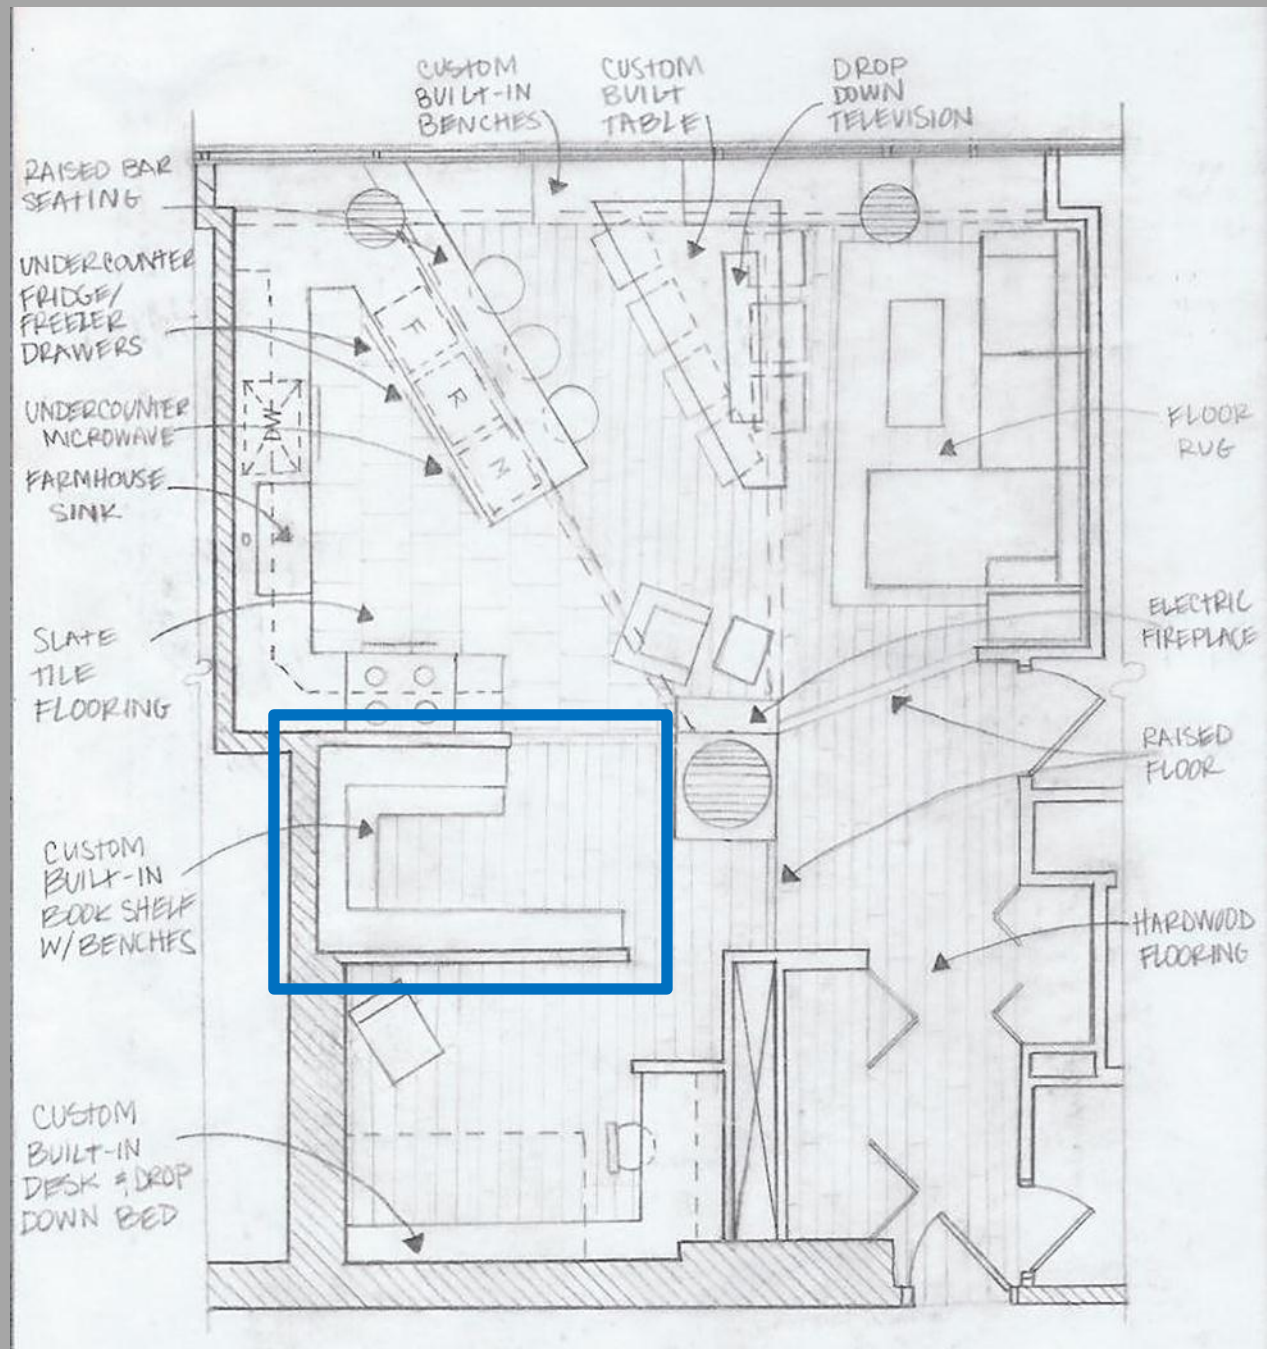 CUSTOM
BUILT-IN
BENCHES
CUSTOM
BUILT
TABLE
DROP
DOWN
TELEVISION
RAISED BAR
SEATING
UNDERCOUNTER
FRIDGE/
FREEZER
DRAWERS
UNDERCOUNTER
MICROWAVE
FARMHOUSE
SINK
SLATE
TILE
FLOORING
CUSTOM
BUILT-IN
BOOK SHELF
W/BENCHES
CUSTOM
BUILT-IN
DESK & DROP
DOWN BED
F
R
M
DW
FLOOR
RUG
ELECTRIC
FIREPLACE
RAISED
FLOOR
HARDWOOD
FLOORING